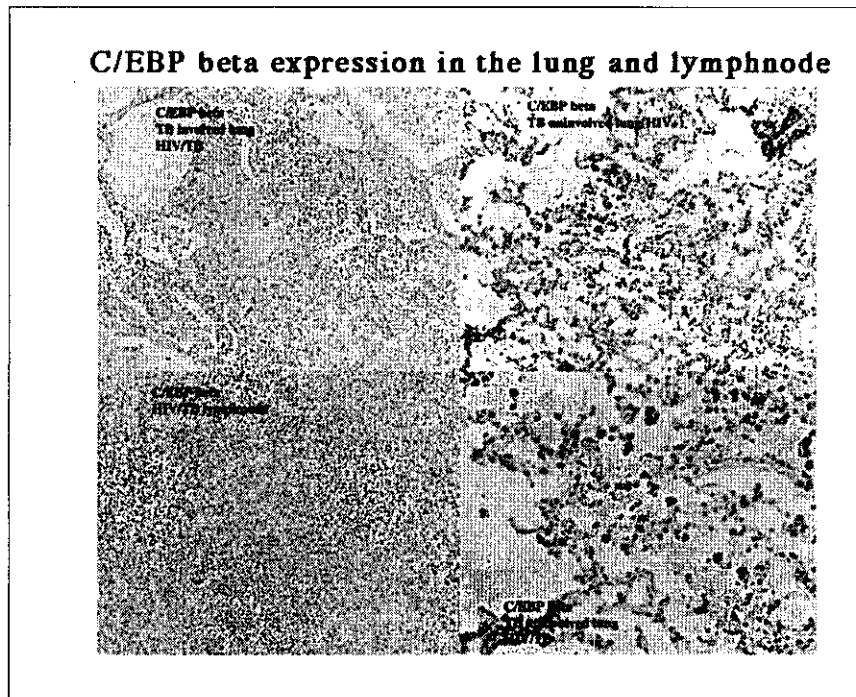 C/EBP beta expression in the lung and lymphnode
C/EBP beta
TB involved lung
HIV/TB
C/EBP beta
TB uninvolved lung(HIV+)
C/EBP beta
HIV/TB lymphnode
C/EBP beta
lung